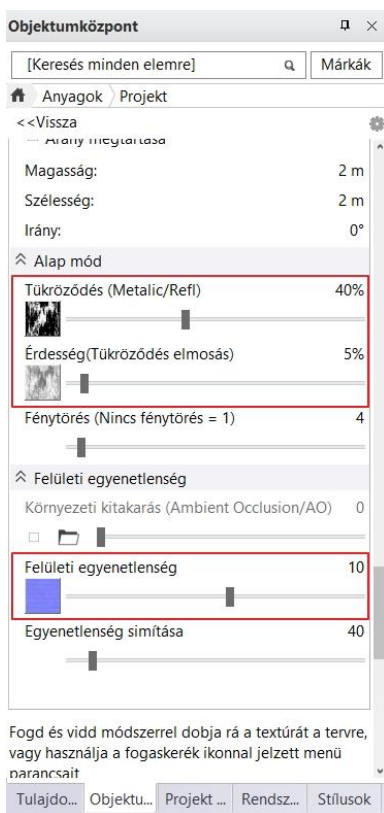 Objektumközpont
[Keresés minden elemre] Márkák
Anyagok Projekt
<<Vissza
Arány megtartása
Magasság: 2 m
Szélesség: 2 m
Irány: 0°
Alap mód
Tükröződés (Metalic/Refl) 40%
Érdesség(Tükröződés elmosás) 5%
Fénytörés (Nincs fénytörés = 1) 4
Felületi egyenetlenség
Környezeti kitakarás (Ambient Occlusion/AO) 0
Felületi egyenetlenség 10
Egyenetlenség simítása 40
Fogd és vidd módszerrel dobja rá a textúrát a tervre,
vagy használja a fogaskerék ikonnal jelzett menü
parancsait
Tulajdo... Objektu... Projekt ... Rendsz... Stílusok